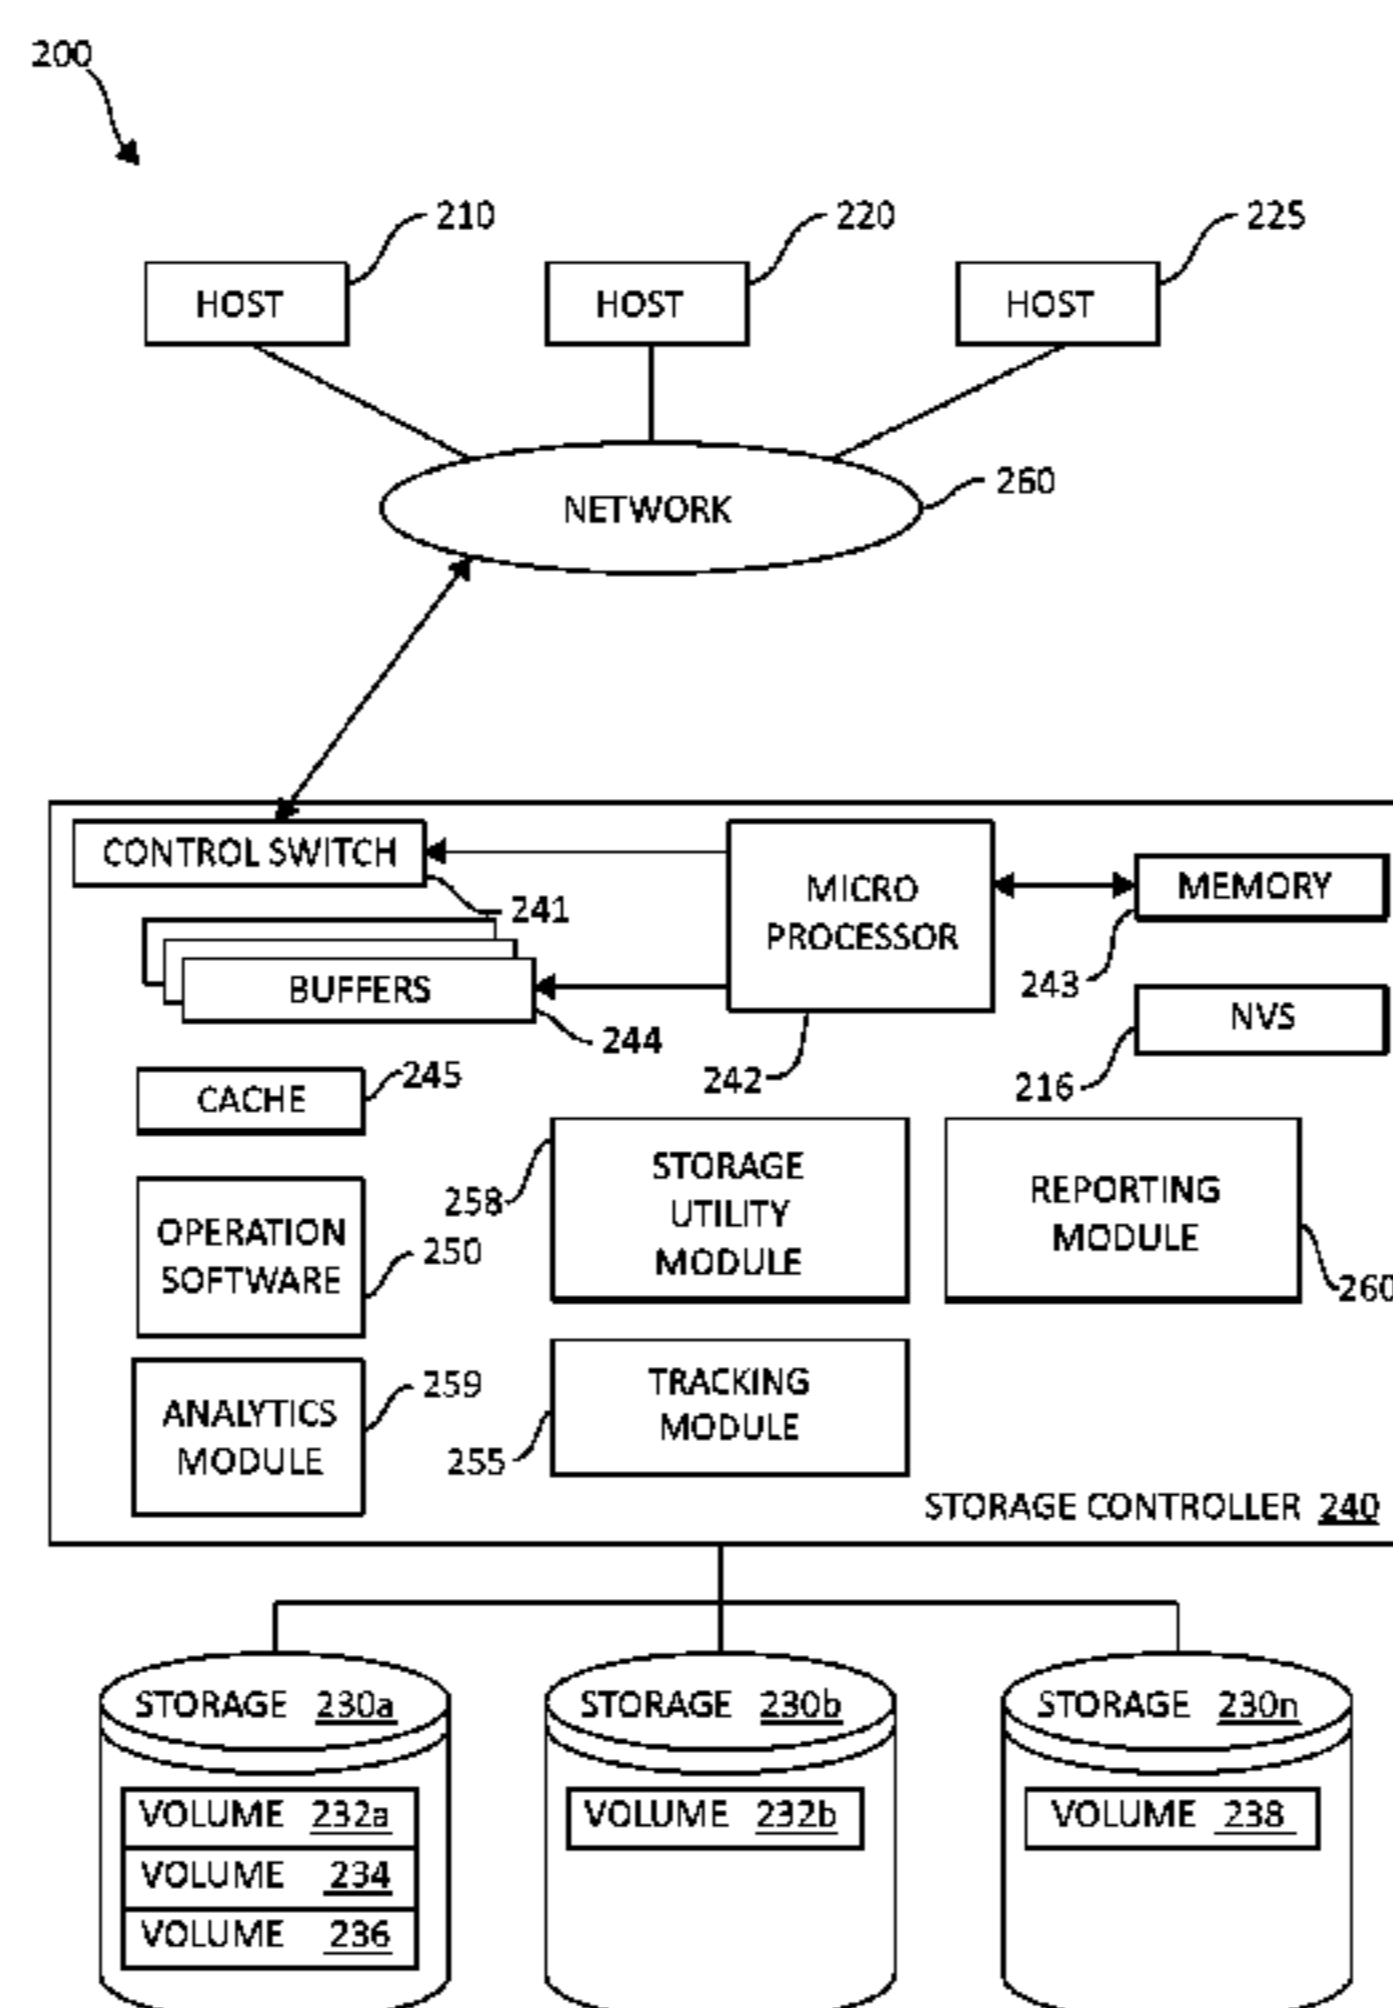 200
210
220
225
HOST
HOST
HOST
260
NETWORK
CONTROL SWITCH
241
MICRO
PROCESSOR
MEMORY
243
BUFFERS
244
NVS
216
242
CACHE
245
STORAGE
UTILITY
MODULE
258
REPORTING
MODULE
260
OPERATION
SOFTWARE
250
ANALYTICS
MODULE
259
TRACKING
MODULE
255
STORAGE CONTROLLER 240
STORAGE 230a
STORAGE 230b
STORAGE 230n
VOLUME 232a
VOLUME 234
VOLUME 236
VOLUME 232b
VOLUME 238